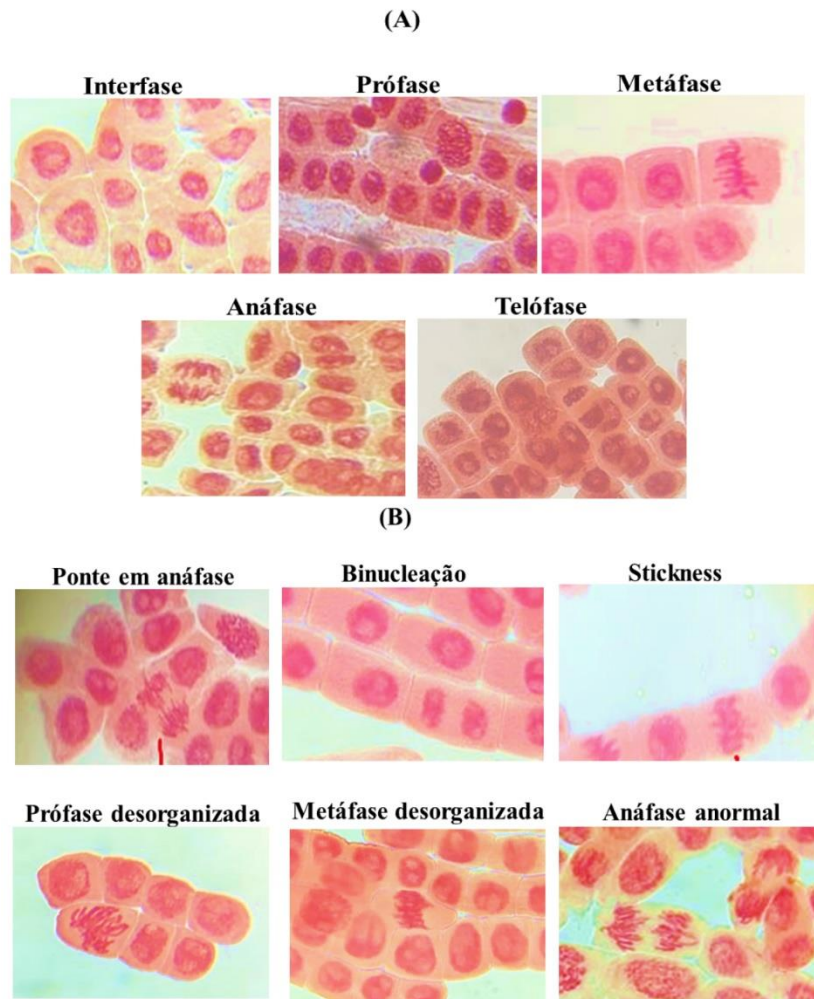 (A)
Interfase Prófase Metáfase
Anáfase Telófase
(B)
Ponte em anáfase Binucleação Stickness
Prófase desorganizada Metáfase desorganizada Anáfase anormal